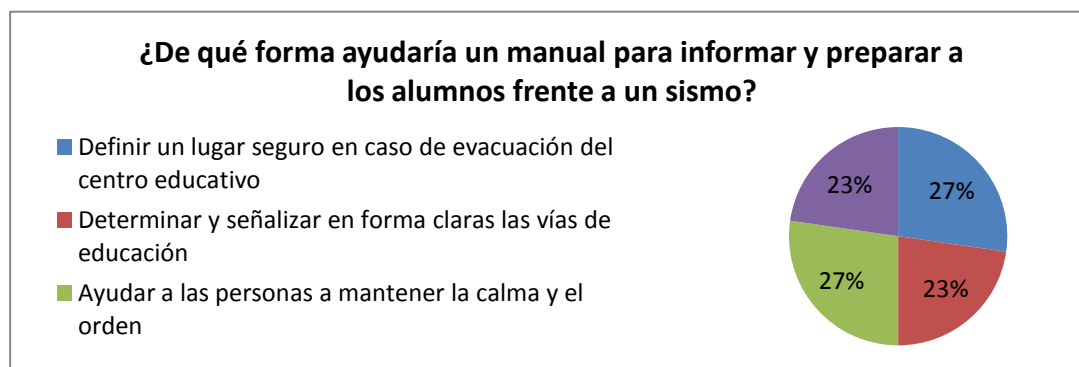 ¿De qué forma ayudaría un manual para informar y preparar a
los alumnos frente a un sismo?
Definir un lugar seguro en caso de evacuación del
centro educativo
Determinar y señalizar en forma claras las vías de
educación
Ayudar a las personas a mantener la calma y el
orden
23%
27%
27%
23%